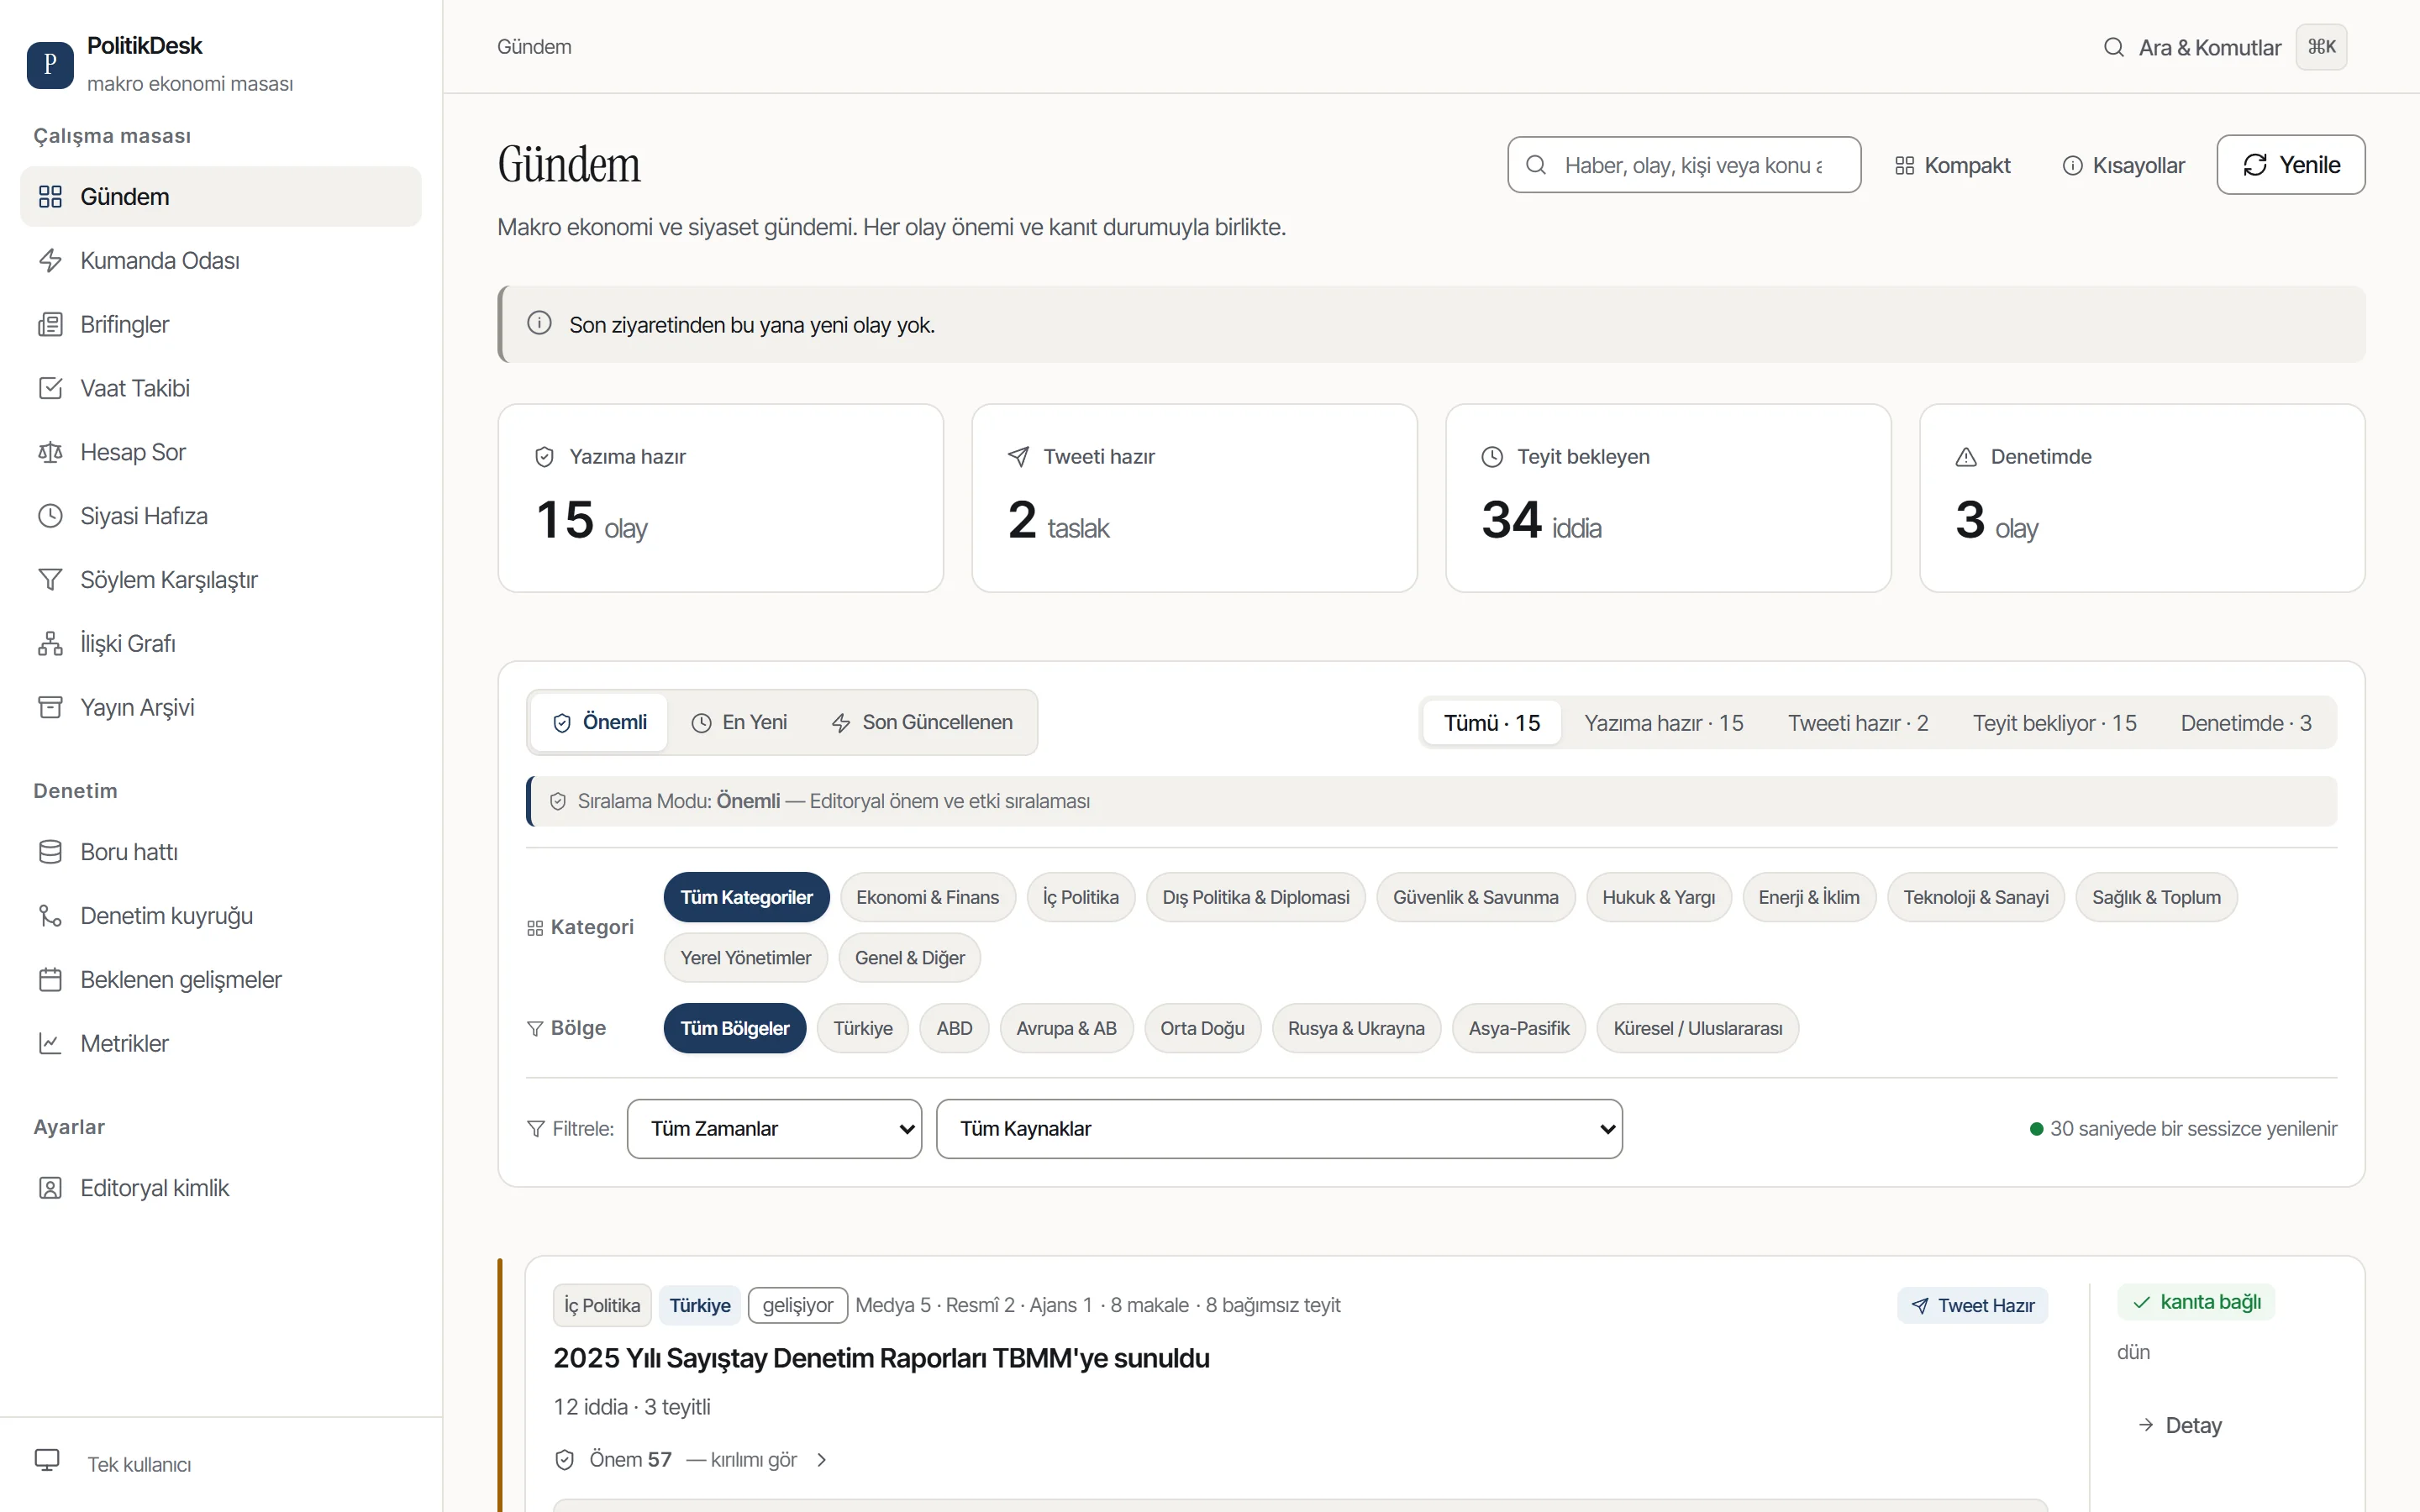 P
PolitikDesk
makro ekonomi masası
Çalışma masası
Gündem
Kumanda Odası
Brifingler
Vaat Takibi
Hesap Sor
Siyasi Hafıza
Söylem Karşılaştır
İlişki Grafı
Yayın Arşivi
Denetim
Boru hattı
Denetim kuyruğu
Beklenen gelişmeler
Metrikler
Ayarlar
Editoryal kimlik
Tek kullanıcı
Gündem
Ara & Komutlar ⌘K
Gündem
Haber, olay, kişi veya konu a
Kompakt
Kısayollar
Yenile
Makro ekonomi ve siyaset gündemi. Her olay önemi ve kanıt durumuyla birlikte.
Son ziyaretinden bu yana yeni olay yok.
Yazıma hazır
15 olay
Tweeti hazır
2 taslak
Teyit bekleyen
34 iddia
Denetimde
3 olay
Önemli En Yeni Son Güncellenen
Tümü · 15 Yazıma hazır · 15 Tweeti hazır · 2 Teyit bekliyor · 15 Denetimde · 3
Sıralama Modu: Önemli — Editoryal önem ve etki sıralaması
Kategori
Tüm Kategoriler Ekonomi & Finans İç Politika Dış Politika & Diplomasi Güvenlik & Savunma Hukuk & Yargı Enerji & İklim Teknoloji & Sanayi Sağlık & Toplum
Yerel Yönetimler Genel & Diğer
Bölge
Tüm Bölgeler Türkiye ABD Avrupa & AB Orta Doğu Rusya & Ukrayna Asya-Pasifik Küresel / Uluslararası
Filtrele: Tüm Zamanlar Tüm Kaynaklar
30 saniyede bir sessizce yenilenir
İç Politika Türkiye gelişiyor Medya 5 · Resmî 2 · Ajans 1 · 8 makale · 8 bağımsız teyit
Tweet Hazır
2025 Yılı Sayıştay Denetim Raporları TBMM'ye sunuldu
12 iddia · 3 teyitli
Önem 57 — kırılımı gör
kanıta bağlı
dün
Detay